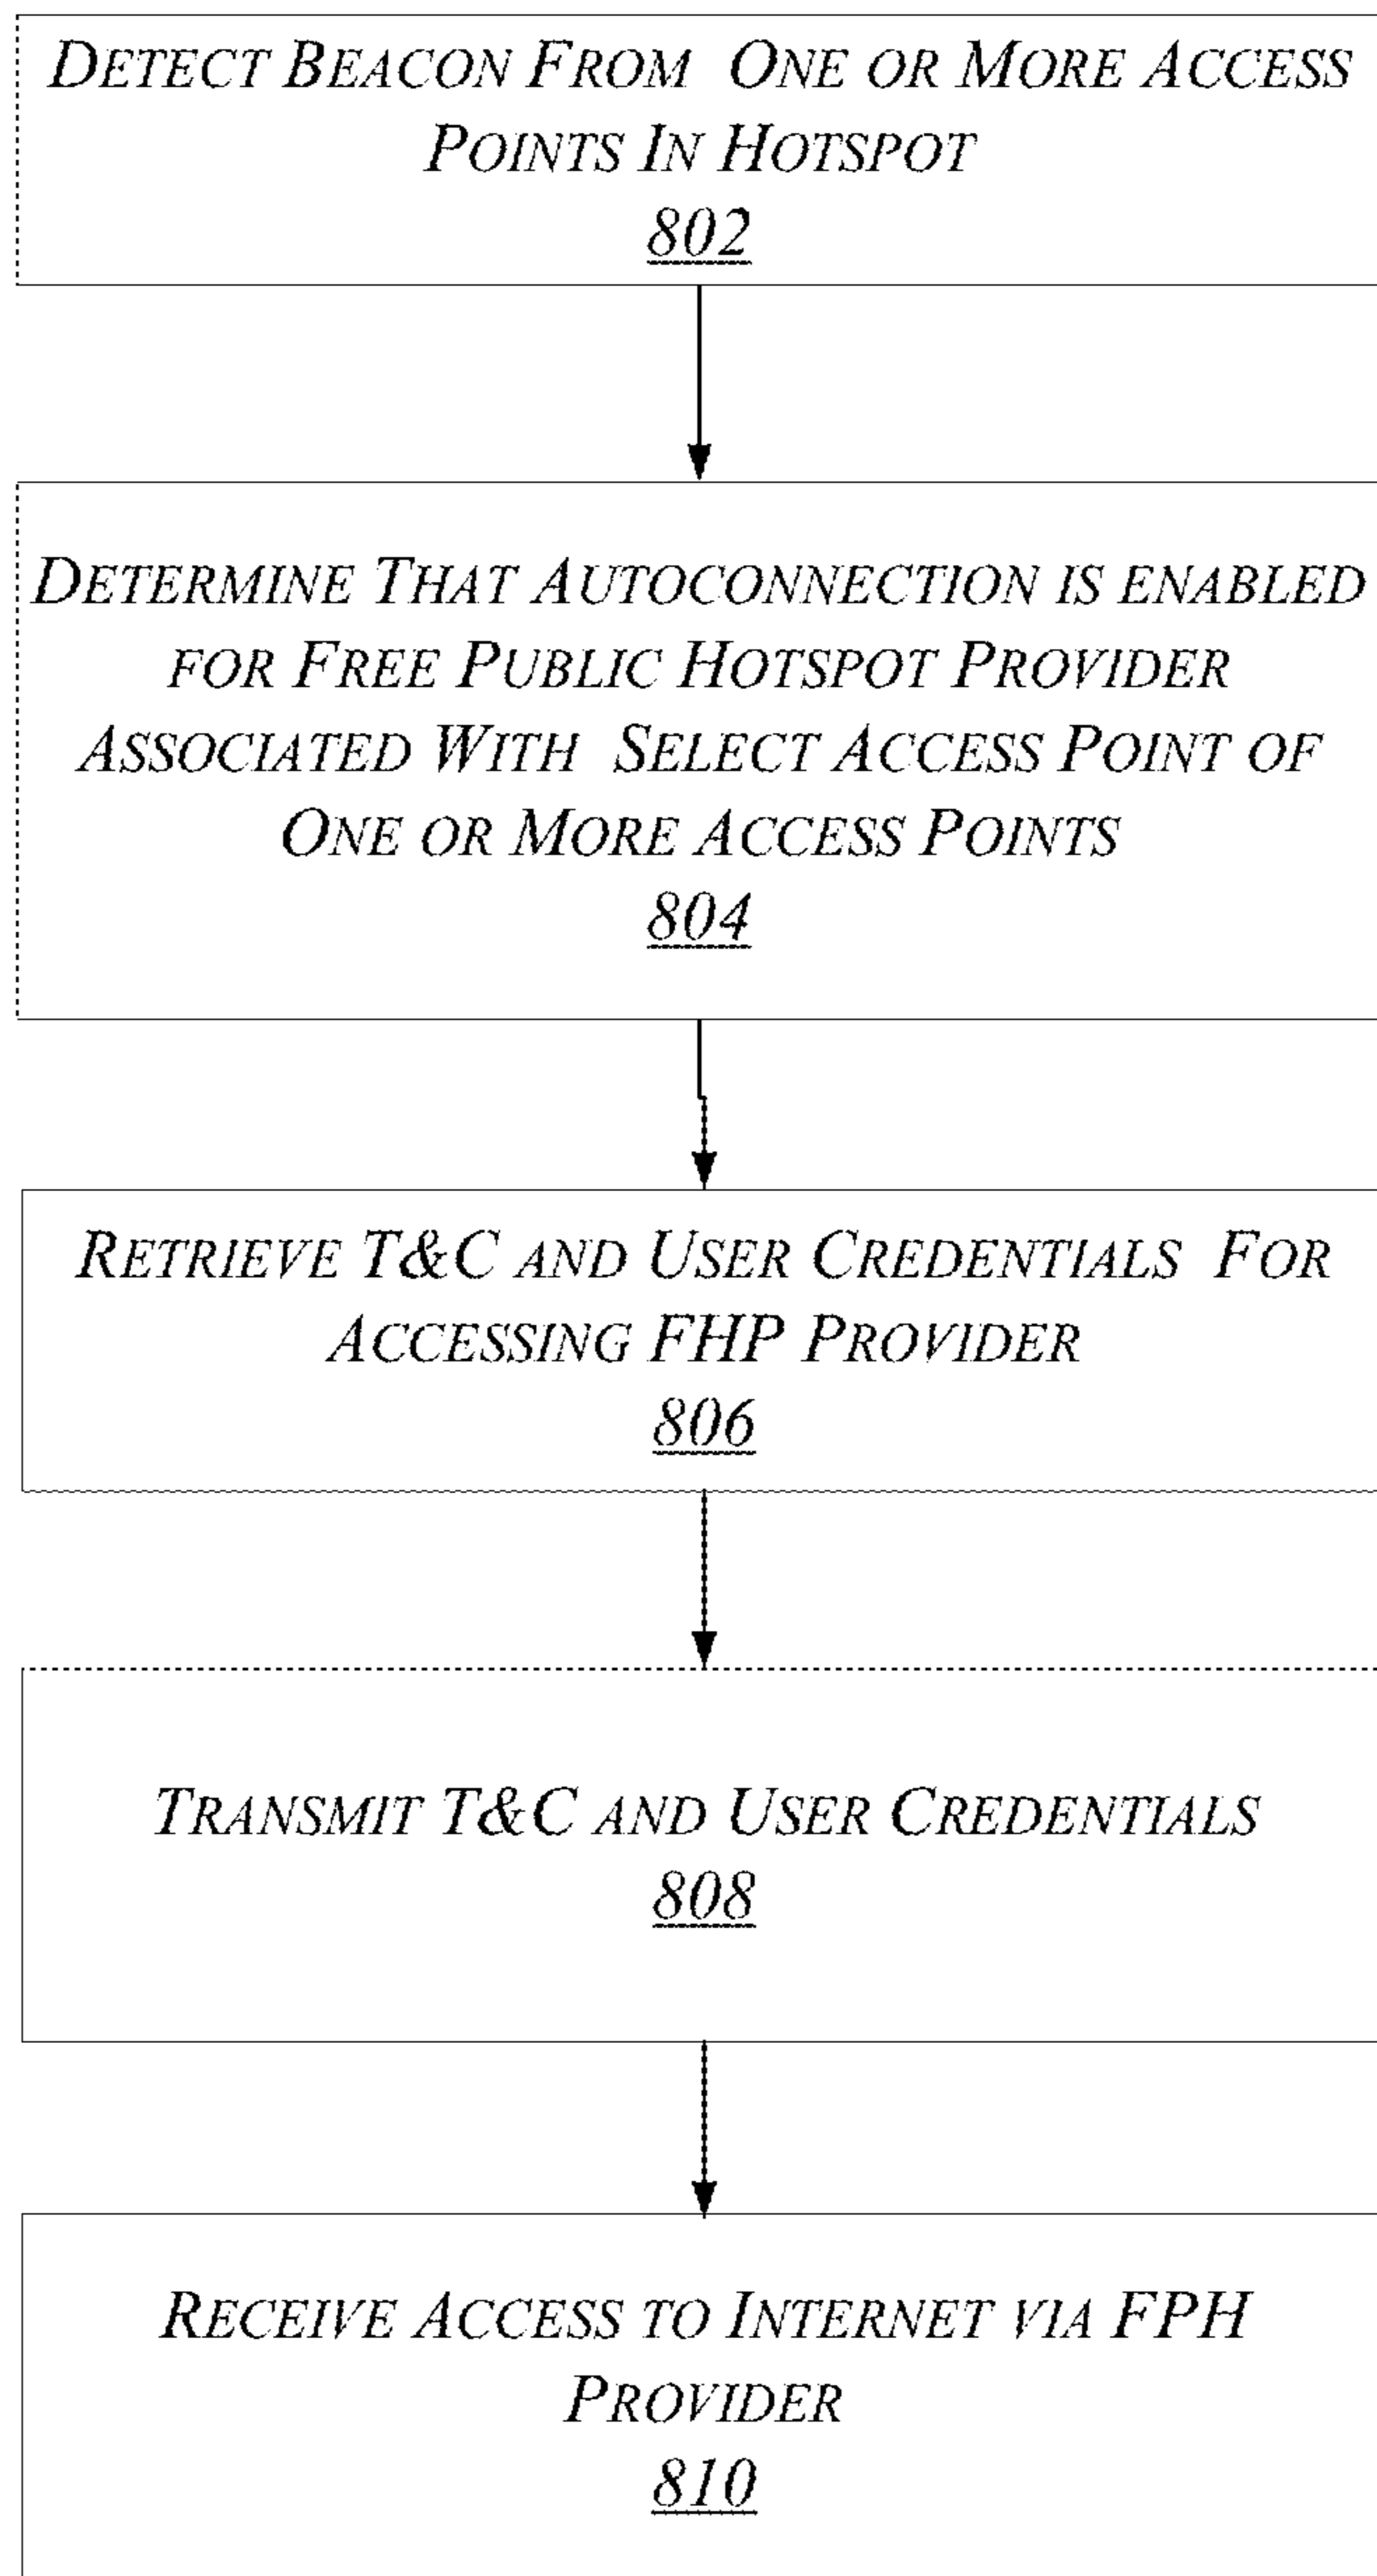 DETECT BEACON FROM ONE OR MORE ACCESS
POINTS IN HOTSPOT
802
DETERMINE THAT AUTOCONNECTION IS ENABLED
FOR FREE PUBLIC HOTSPOT PROVIDER
ASSOCIATED WITH SELECT ACCESS POINT OF
ONE OR MORE ACCESS POINTS
804
RETRIEVE T&C AND USER CREDENTIALS FOR
ACCESSING FHP PROVIDER
806
TRANSMIT T&C AND USER CREDENTIALS
808
RECEIVE ACCESS TO INTERNET VIA FPH
PROVIDER
810